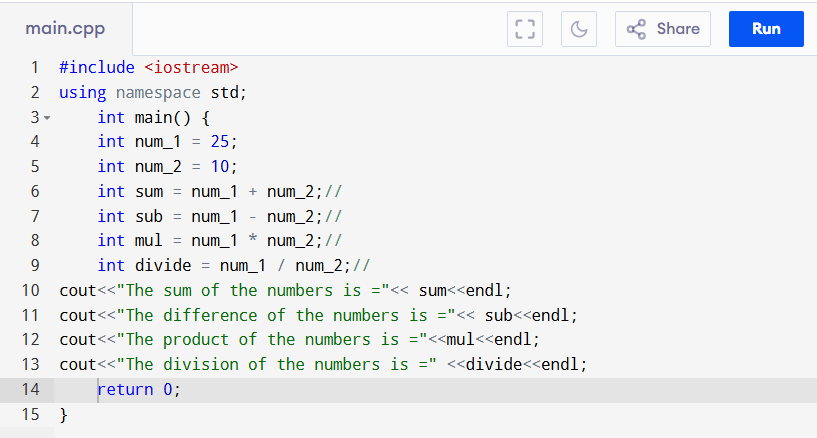 main.cpp
Share
Run
1 #include <iostream>
2 using namespace std;
3 int main() {
4 int num_1 = 25;
5 int num_2 = 10;
6 int sum = num_1 + num_2;//
7 int sub = num_1 - num_2;//
8 int mul = num_1 * num_2;//
9 int divide = num_1 / num_2;//
10 cout<<"The sum of the numbers is ="<< sum<<endl;
11 cout<<"The difference of the numbers is ="<< sub<<endl;
12 cout<<"The product of the numbers is ="<<mul<<endl;
13 cout<<"The division of the numbers is =" <<divide<<endl;
14 return 0;
15 }